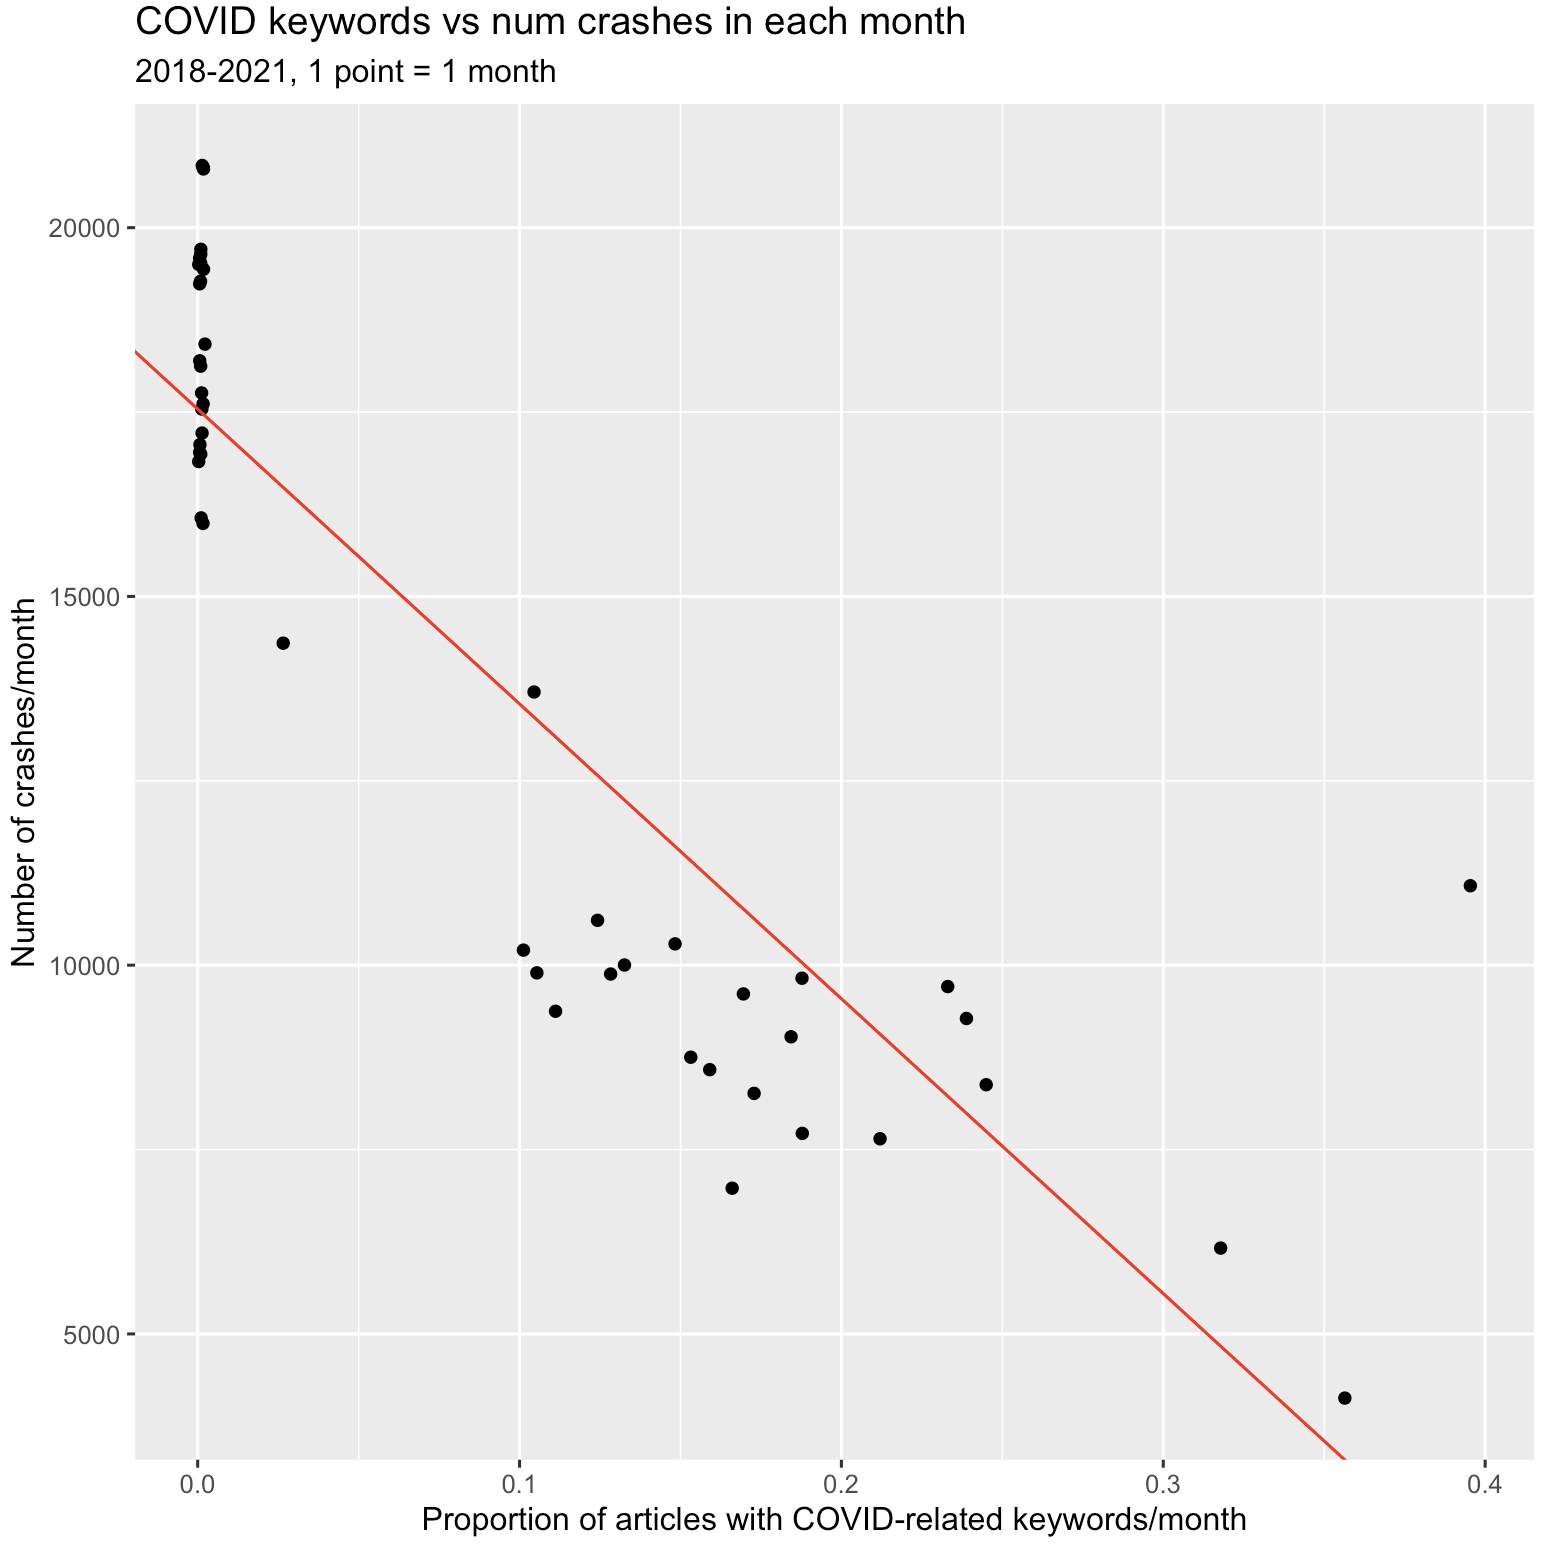 COVID keywords vs num crashes in each month
2018-2021, 1 point = 1 month
Number of crashes/month
20000
15000
10000
5000
0.0
0.1
0.2
0.3
0.4
Proportion of articles with COVID-related keywords/month